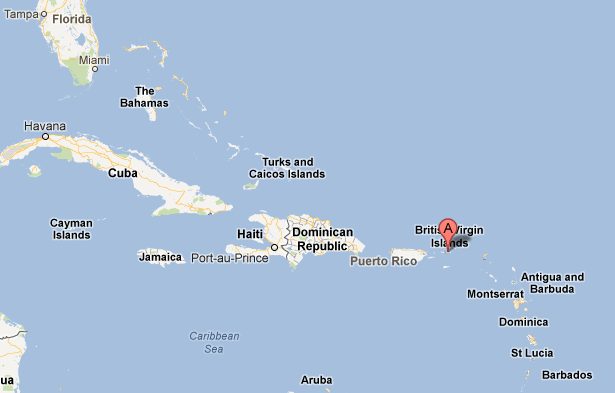 Tampa
Florida
Miami
The
Bahamas
Havana
Cuba
Turks and
Caicos Islands
Cayman
Islands
Haiti
Dominican
Republic
Port-au-Prince
Jamaica
Puerto Rico
A
British Virgin
Islands
Antigua and
Barbuda
Montserrat
Dominica
Caribbean
Sea
St Lucia
Aruba
Barbados
ua